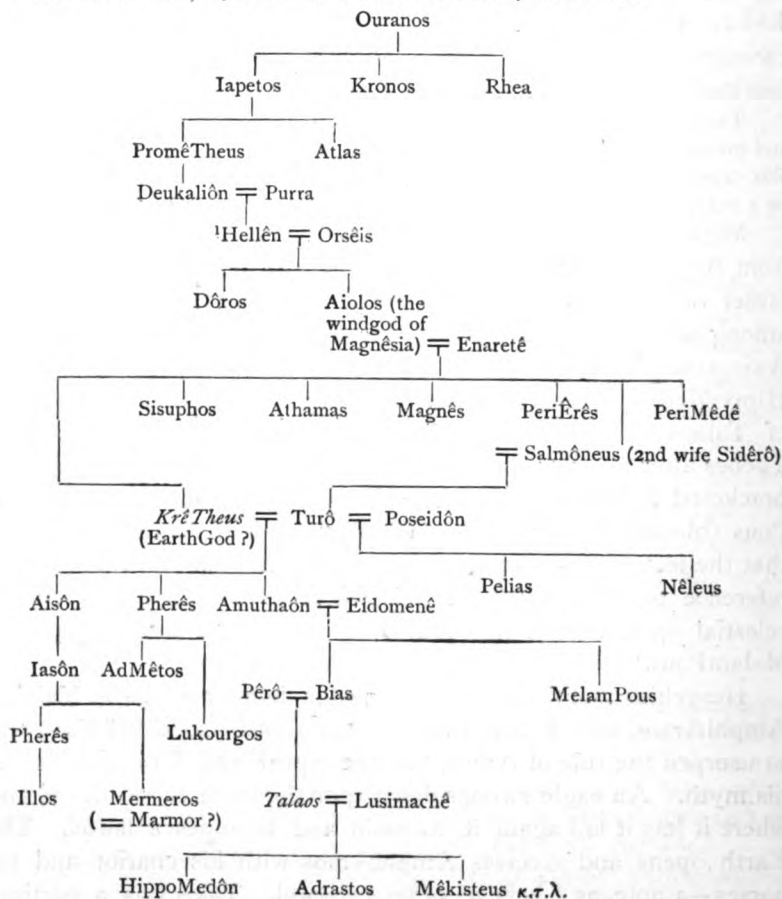 Ouranos
Iapetos Kronos Rhea
PromêTheus Atlas
Deukaliôn = Purra
¹Hellên = Orsêis
Dôros Aiolos (the
windgod of
Magnêsia) = Enaretê
Sisuphos Athamas Magnês PeriÊrês PeriMêdê
= Salmôneus (2nd wife Sidêrô)
KrêTheus = Turô = Poseidôn
(EarthGod ?)
Pelias Nêleus
Aisôn Pherês Amuthaôn = Eidomenê
Iasôn AdMêtos
Pêrô = Bias MelamPous
Pherês Lukourgos
Illos Mermeros Talaos = Lusimachê
(= Marmor ?)
HippoMedôn Adrastos Mêkisteus κ.τ.λ.